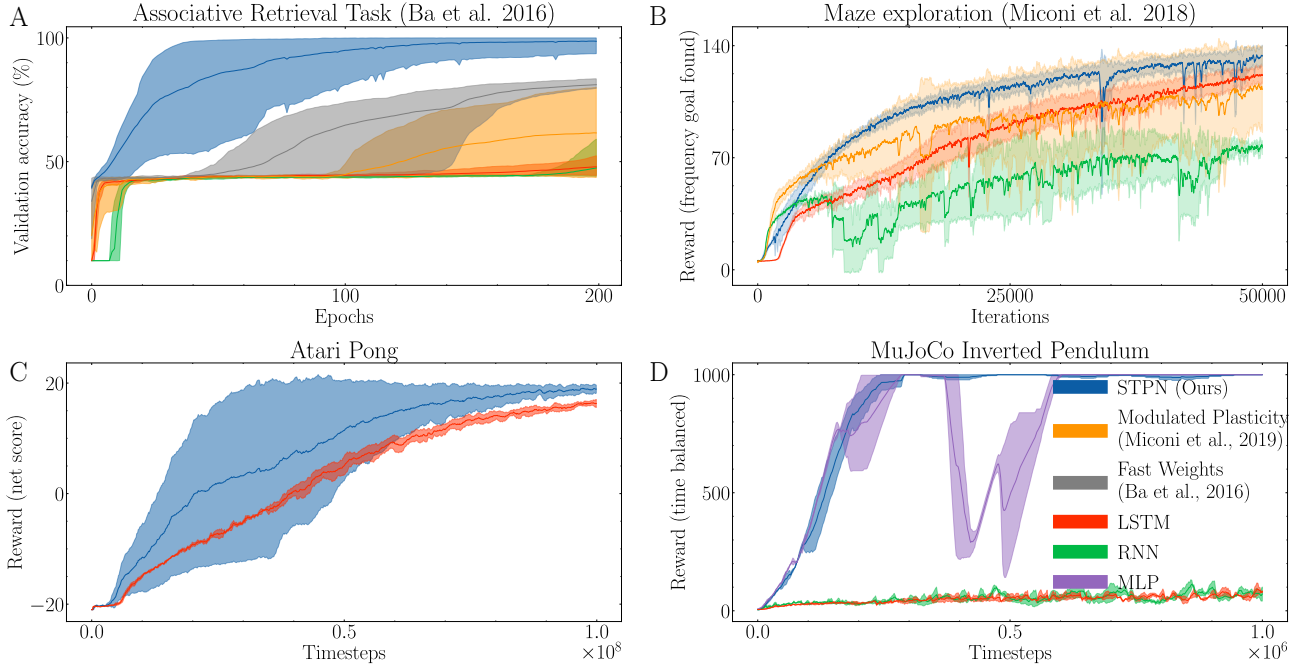 A
Associative Retrieval Task (Ba et al. 2016)
Validation accuracy (%)
100
50
0
0
100
200
Epochs
B
Maze exploration (Miconi et al. 2018)
Reward (frequency goal found)
140
70
0
0
25000
50000
Iterations
C
Atari Pong
Reward (net score)
20
0
−20
0.0
0.5
1.0
Timesteps
×10⁸
D
MuJoCo Inverted Pendulum
Reward (time balanced)
1000
500
0
STPN (Ours)
Modulated Plasticity
(Miconi et al., 2019)
Fast Weights
(Ba et al., 2016)
LSTM
RNN
MLP
0.0
0.5
1.0
Timesteps
×10⁶